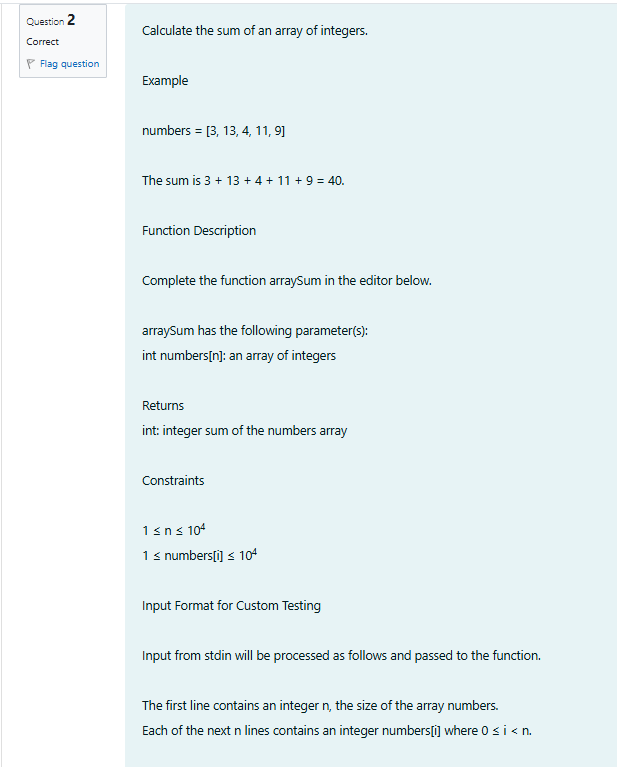 Question 2
Correct
Flag question
Calculate the sum of an array of integers.
Example
numbers = [3, 13, 4, 11, 9]
The sum is 3 + 13 + 4 + 11 + 9 = 40.
Function Description
Complete the function arraySum in the editor below.
arraySum has the following parameter(s):
int numbers[n]: an array of integers
Returns
int: integer sum of the numbers array
Constraints
1 ≤ n ≤ 10⁴
1 ≤ numbers[i] ≤ 10⁴
Input Format for Custom Testing
Input from stdin will be processed as follows and passed to the function.
The first line contains an integer n, the size of the array numbers.
Each of the next n lines contains an integer numbers[i] where 0 ≤ i < n.